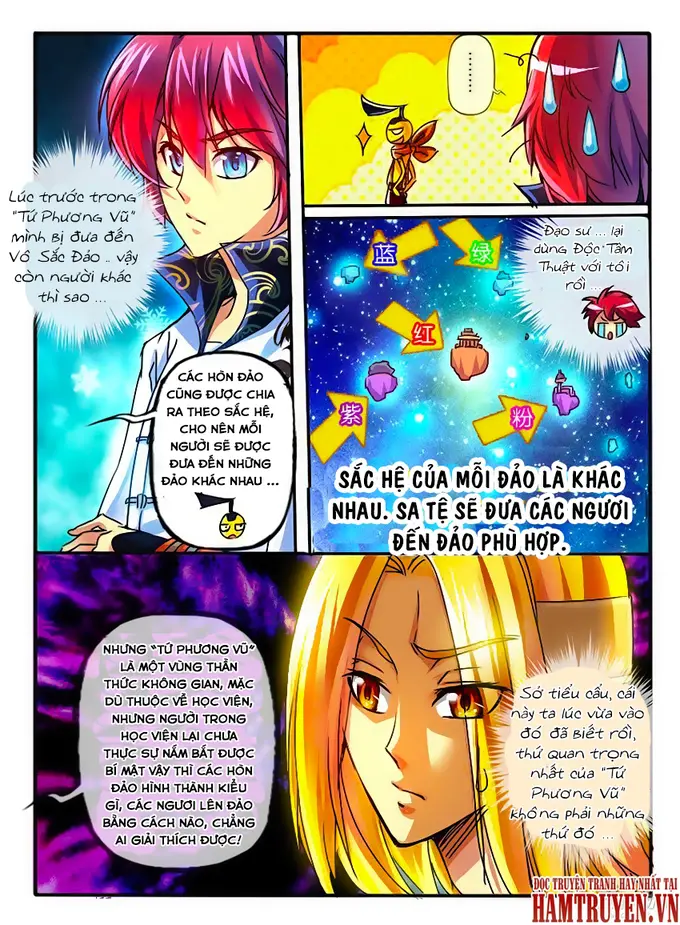 Lúc trước trong
"Tứ Phương Vũ"
mình bị đưa đến
Vô Sắc Đảo .. vậy
còn người khác
thì sao ...
.........
CÁC HÒN ĐẢO
CŨNG ĐƯỢC CHIA
RA THEO SẮC HỆ,
CHO NÊN MỖI
NGƯỜI SẼ ĐƯỢC
ĐƯA ĐẾN NHỮNG
ĐẢO KHÁC NHAU ...
Đạo sư ... lại
dùng Độc Tâm
Thuật với tôi
rồi ...
蓝
绿
红
紫
粉
SẮC HỆ CỦA MỖI ĐẢO LÀ KHÁC
NHAU. SA TỆ SẼ ĐƯA CÁC NGƯƠI
ĐẾN ĐẢO PHÙ HỢP.
NHƯNG "TỨ PHƯƠNG VŨ"
LÀ MỘT VÙNG THẦN
THỨC KHÔNG GIAN, MẶC
DÙ THUỘC VỀ HỌC VIỆN,
NHƯNG NGƯỜI TRONG
HỌC VIỆN LẠI CHƯA
THỰC SỰ NẮM BẮT ĐƯỢC
BÍ MẬT VẬY THÌ CÁC HÒN
ĐẢO HÌNH THÀNH KIỂU
GÌ, CÁC NGƯƠI LÊN ĐẢO
BẰNG CÁCH NÀO, CHẲNG
AI GIẢI THÍCH ĐƯỢC!
Sở tiểu cẩu, cái
này ta lúc vừa vào
đó đã biết rồi,
thứ quan trọng
nhất của "Tứ
Phương Vũ"
không phải những
thứ đó ...
ĐỌC TRUYỆN TRANH HAY NHẤT TẠI
HAMTRUYEN.VN